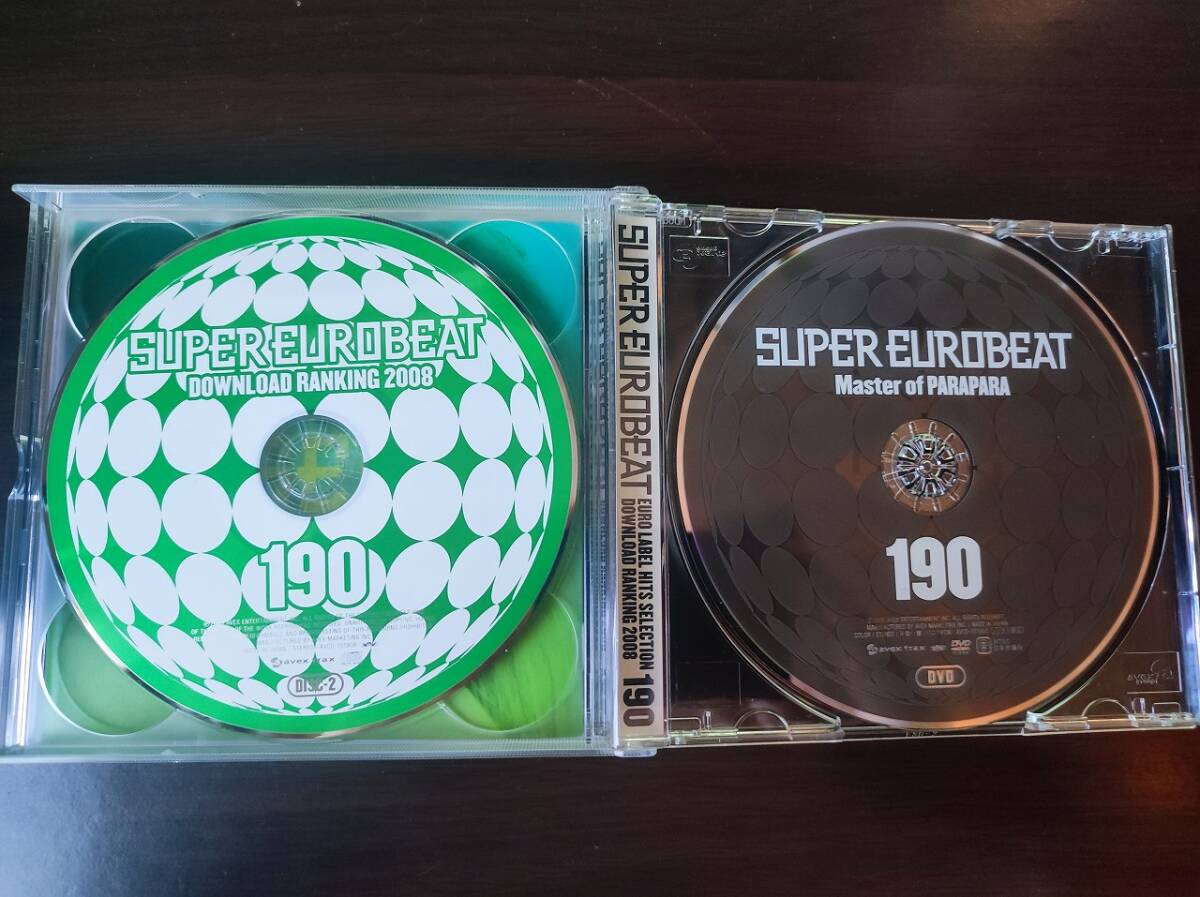 SUPER EUROBEAT
DOWNLOAD RANKING 2008
190
avex trax
DISC-2
SUPER EUROBEAT
EURO LABEL HITS SELECTION
DOWNLOAD RANKING 2008
190
SUPER EUROBEAT
Master of PARAPARA
190
avex trax
DVD